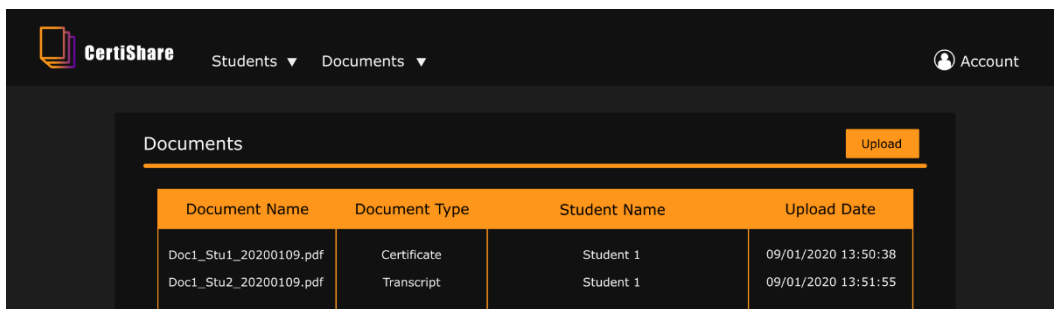 CertiShare Students ▼ Documents ▼ Account
Documents Upload
Document Name Document Type Student Name Upload Date
Doc1_Stu1_20200109.pdf Certificate Student 1 09/01/2020 13:50:38
Doc1_Stu2_20200109.pdf Transcript Student 1 09/01/2020 13:51:55